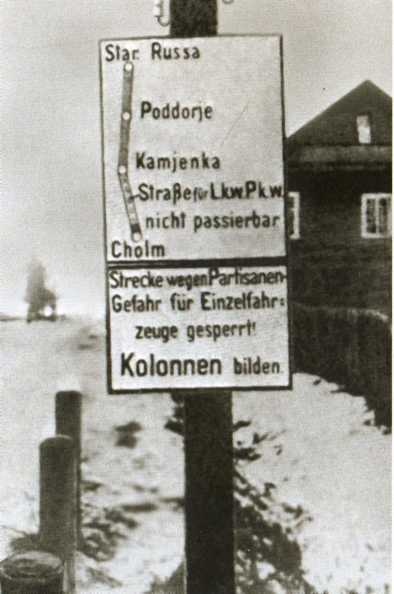 Star. Russa
Poddorje
Kamjenka
Straße für Lkw. Pkw.
nicht passierbar
Cholm
Strecke wegen Partisanen-
Gefahr für Einzelfahr=
zeuge gesperrt!
Kolonnen bilden.